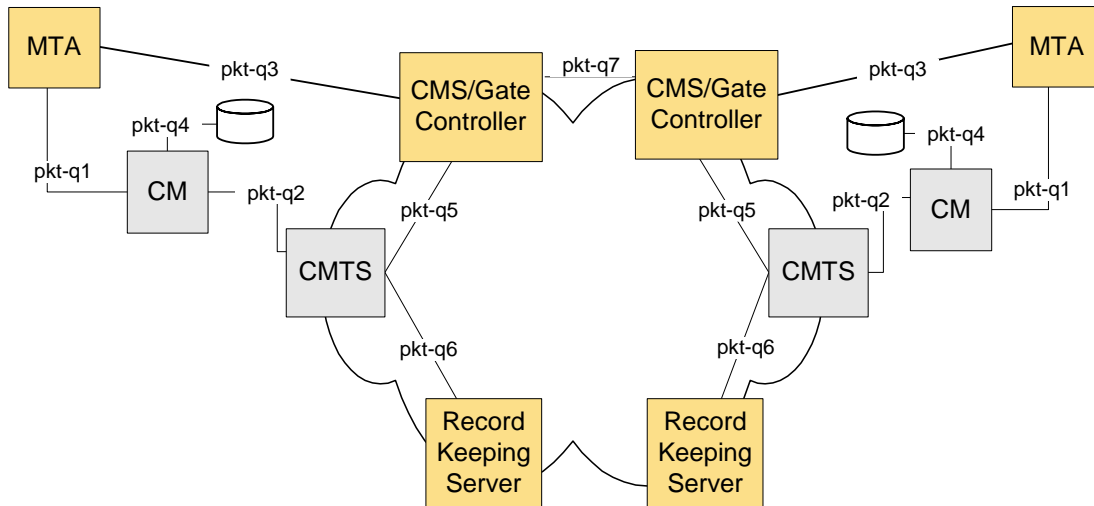 MTA
MTA
pkt-q3
pkt-q7
pkt-q3
CMS/Gate
Controller
CMS/Gate
Controller
pkt-q4
pkt-q4
pkt-q1
CM
pkt-q2
pkt-q5
pkt-q5
pkt-q2
CM
pkt-q1
CMTS
CMTS
pkt-q6
pkt-q6
Record
Keeping
Server
Record
Keeping
Server